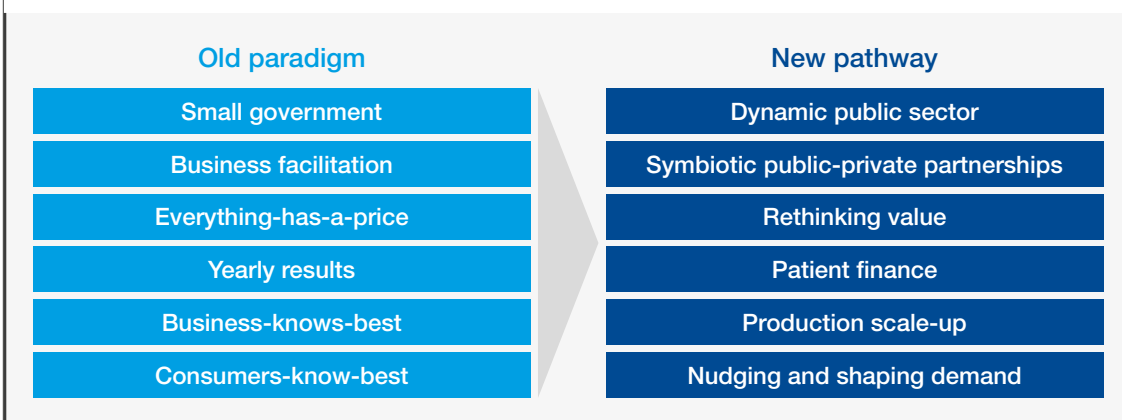 Old paradigm
New pathway
Small government
Dynamic public sector
Business facilitation
Symbiotic public-private partnerships
Everything-has-a-price
Rethinking value
Yearly results
Patient finance
Business-knows-best
Production scale-up
Consumers-know-best
Nudging and shaping demand